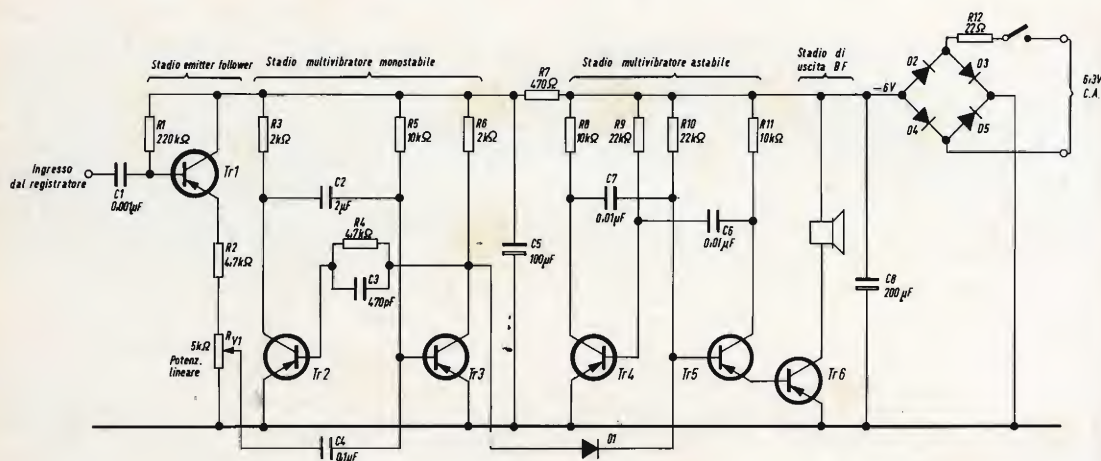 Stadio emitter follower
Stadio multivibratore monostabile
R7
470Ω
Stadio multivibratore astabile
Stadio di
uscita BF
R12
22Ω
D2
D3
D4
D5
6,3V
C.A.
−6V
R1
220kΩ
R3
2kΩ
R5
10kΩ
R6
2kΩ
R8
10kΩ
R9
22kΩ
R10
22kΩ
R11
10kΩ
Ingresso
dal registratore
C1
0.001µF
Tr1
C2
2µF
R4
4.7kΩ
C3
470pF
C5
100µF
C7
0.01µF
C6
0.01µF
C8
200µF
R2
4.7kΩ
5kΩ
RV1
Potenz.
lineare
Tr2
Tr3
Tr4
Tr5
Tr6
C4
0.1µF
D1